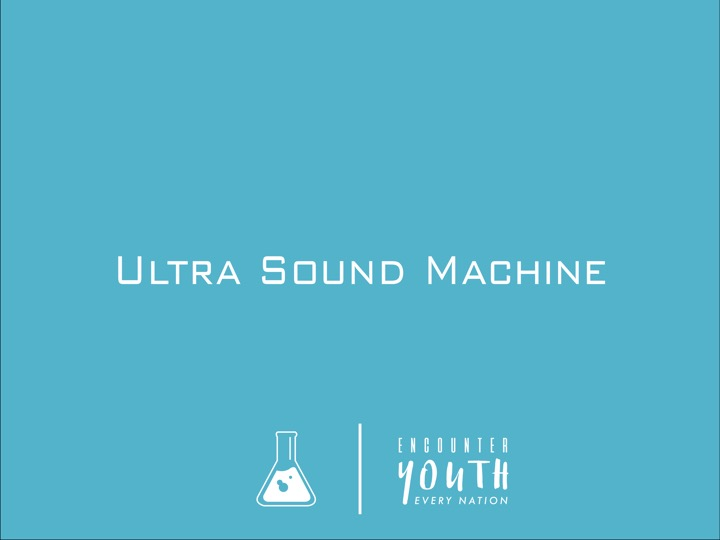 Ultra Sound Machine
ENCOUNTER
YOUTH
EVERY NATION